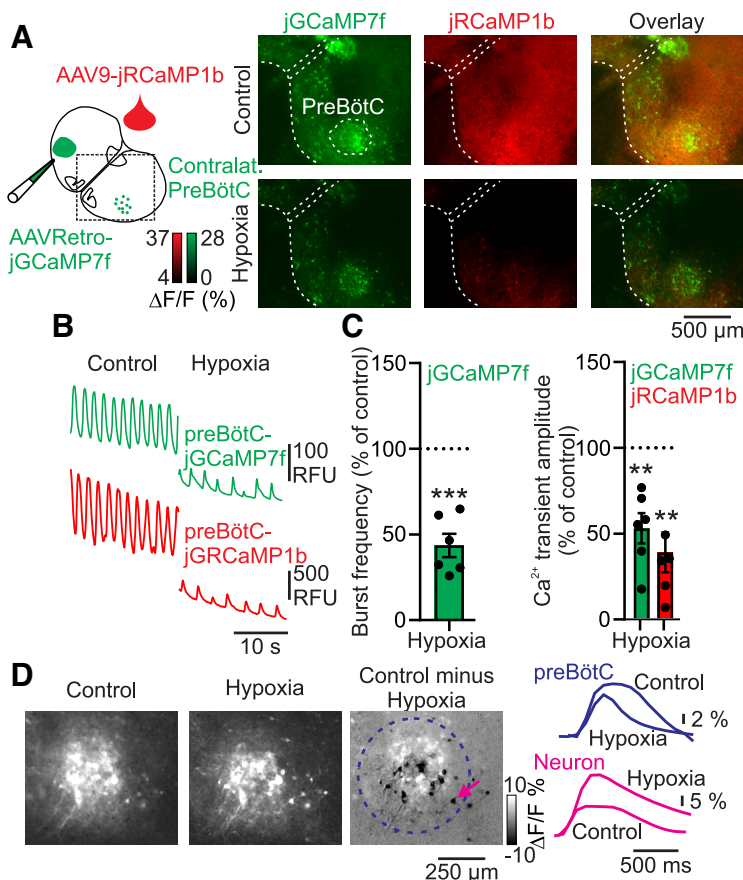 A
jGCaMP7f
jRCaMP1b
Overlay
AAV9-jRCaMP1b
Control
PreBötC
Contralat.
PreBötC
Hypoxia
AAVRetro-
jGCaMP7f
37
28
4
0
ΔF/F (%)
500 µm
B
Control
Hypoxia
preBötC-
jGCaMP7f
100
RFU
preBötC-
jGRCaMP1b
500
RFU
10 s
C
Burst frequency (% of control)
150
100
50
0
jGCaMP7f
***
Hypoxia
Ca²⁺ transient amplitude
(% of control)
150
100
50
0
jGCaMP7f
jRCaMP1b
**
**
Hypoxia
D
Control
Hypoxia
Control minus
Hypoxia
10
-10
ΔF/F %
250 µm
preBötC
Control
2 %
Hypoxia
Neuron
Hypoxia
5 %
Control
500 ms